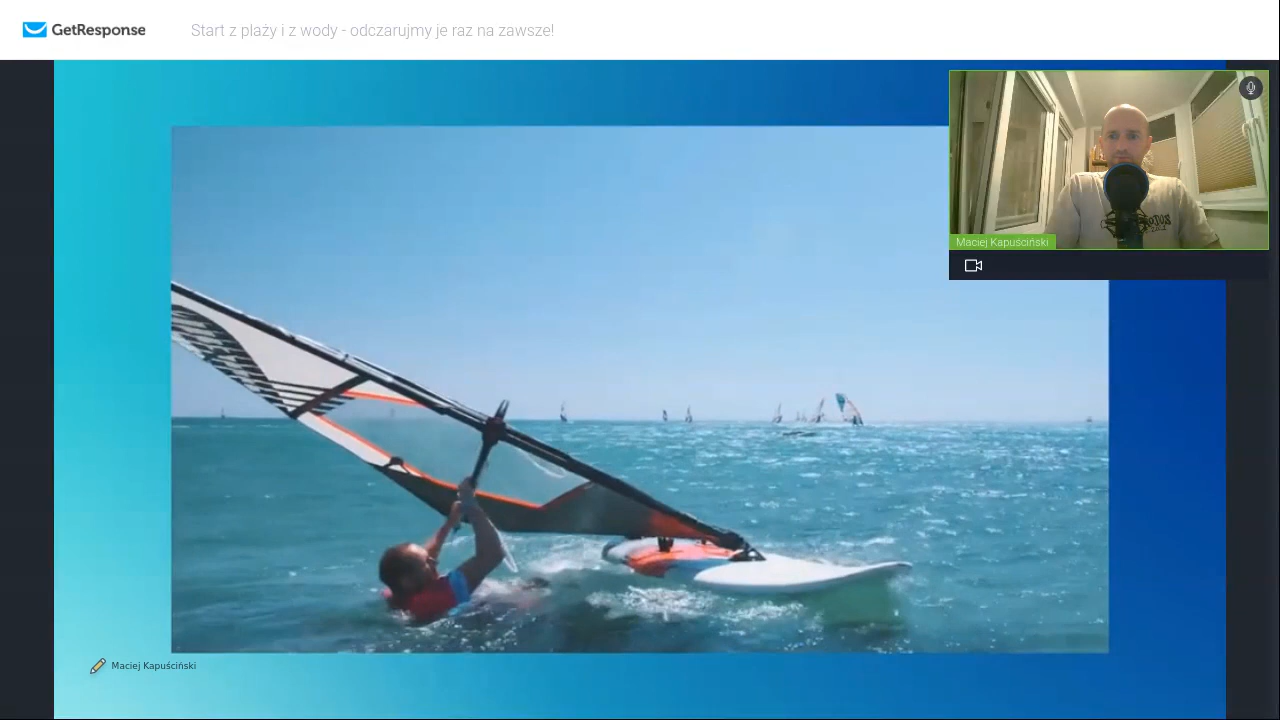 GetResponse
Start z plaży i z wody - odczarujmy je raz na zawsze!
Maciej Kapuściński
Maciej Kapuściński